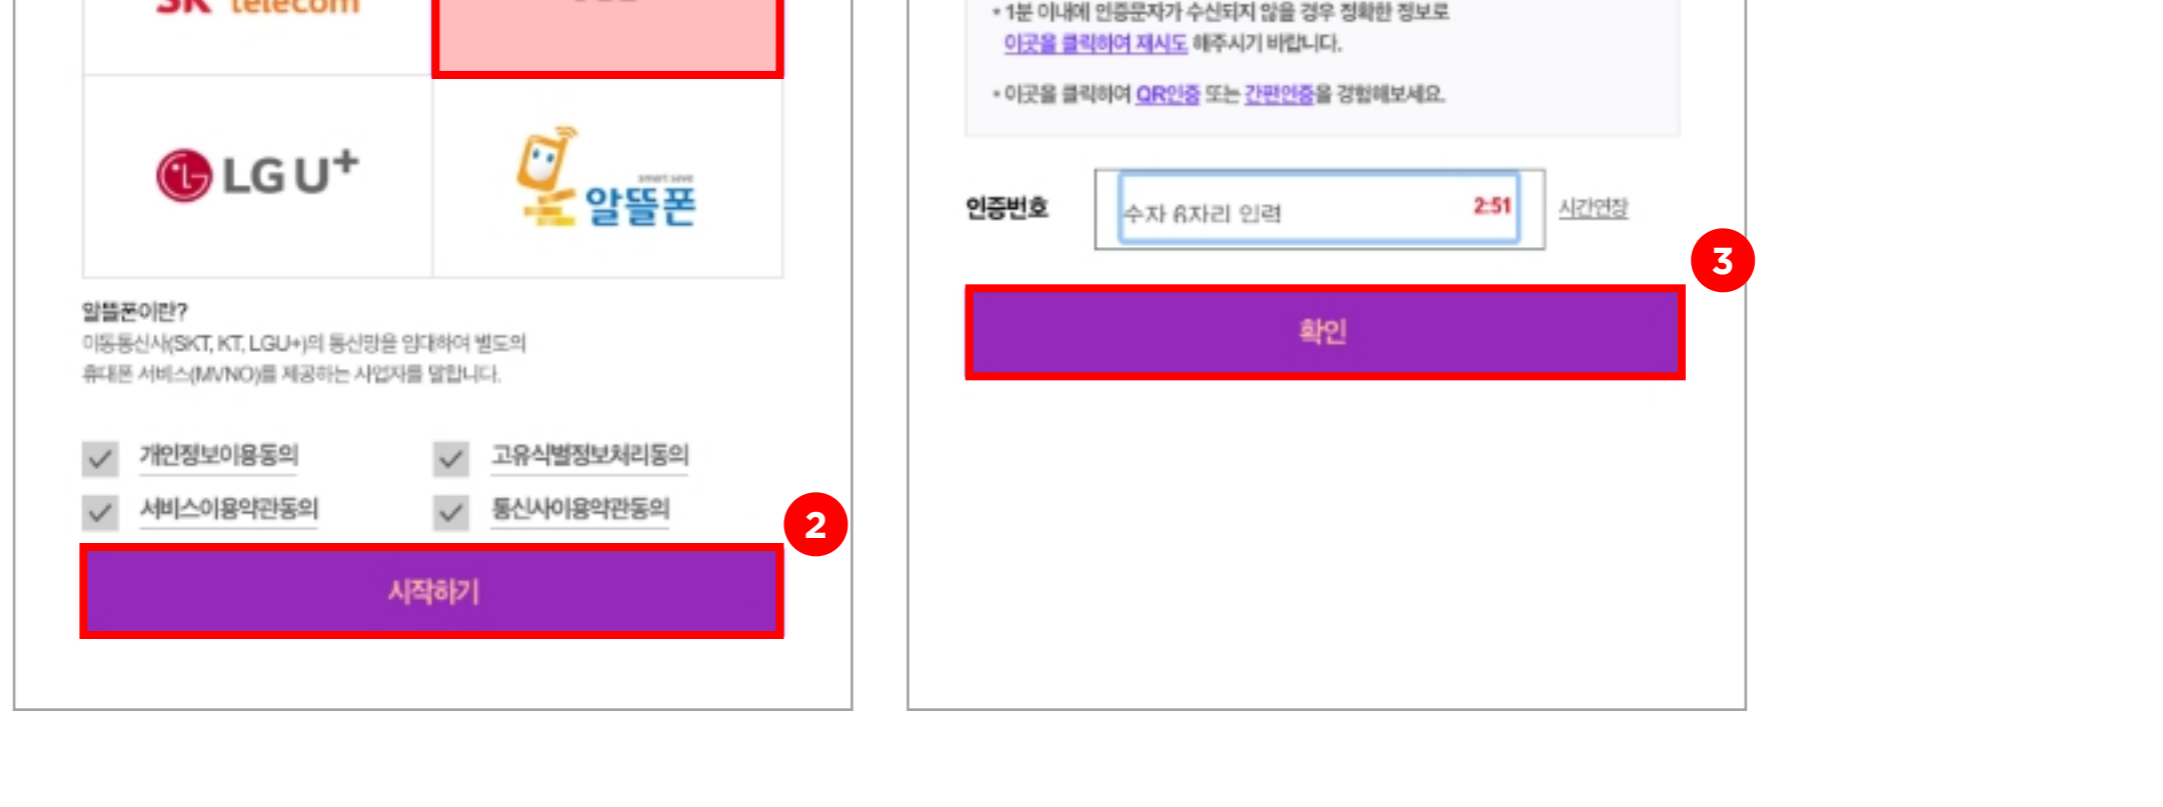 SK telecom
LG U+
smart save
알뜰폰
알뜰폰이란?
이동통신사(SKT, KT, LGU+)의 통신망을 임대하여 별도의
휴대폰 서비스(MVNO)를 제공하는 사업자를 말합니다.
개인정보이용동의
고유식별정보처리동의
서비스이용약관동의
통신사이용약관동의
2
시작하기
* 1분 이내에 인증문자가 수신되지 않을 경우 정확한 정보로
이곳을 클릭하여 재시도 해주시기 바랍니다.
* 이곳을 클릭하여 QR인증 또는 간편인증을 경험해보세요.
인증번호
숫자 6자리 입력
2:51
시간연장
3
확인